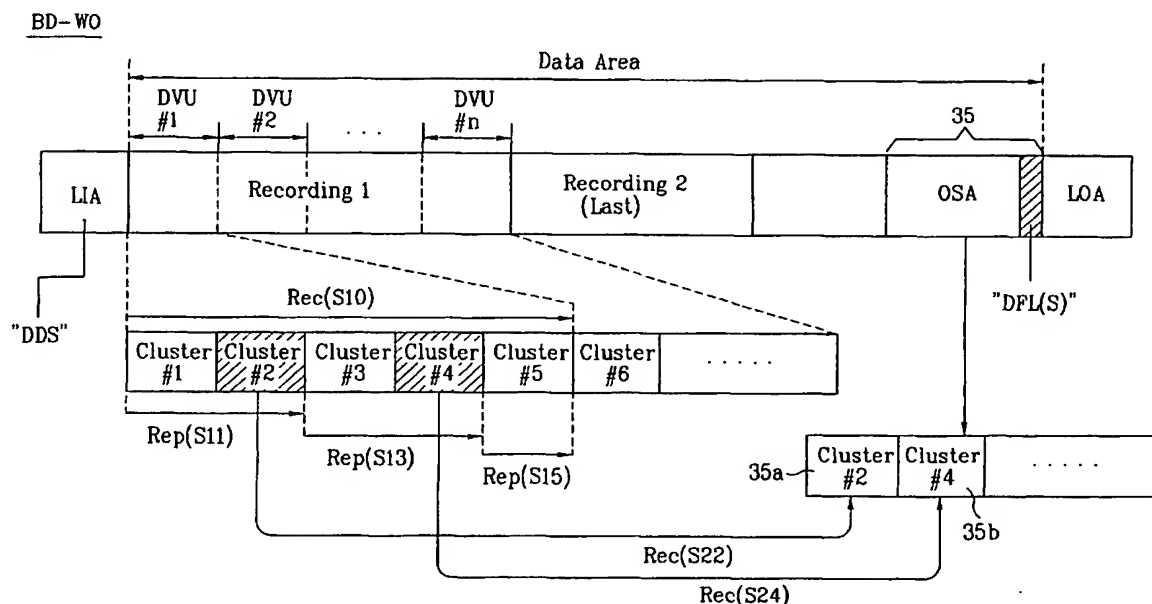 BD-WO
Data Area
DVU
#1
DVU
#2
. . . .
DVU
#n
35
LIA
Recording 1
Recording 2
(Last)
OSA
LOA
"DDS"
"DFL(S)"
Rec(S10)
Cluster
#1
Cluster
#2
Cluster
#3
Cluster
#4
Cluster
#5
Cluster
#6
. . . . .
Rep(S11)
Rep(S13)
Rep(S15)
35a
Cluster
#2
Cluster
#4
. . . . .
35b
Rec(S22)
Rec(S24)